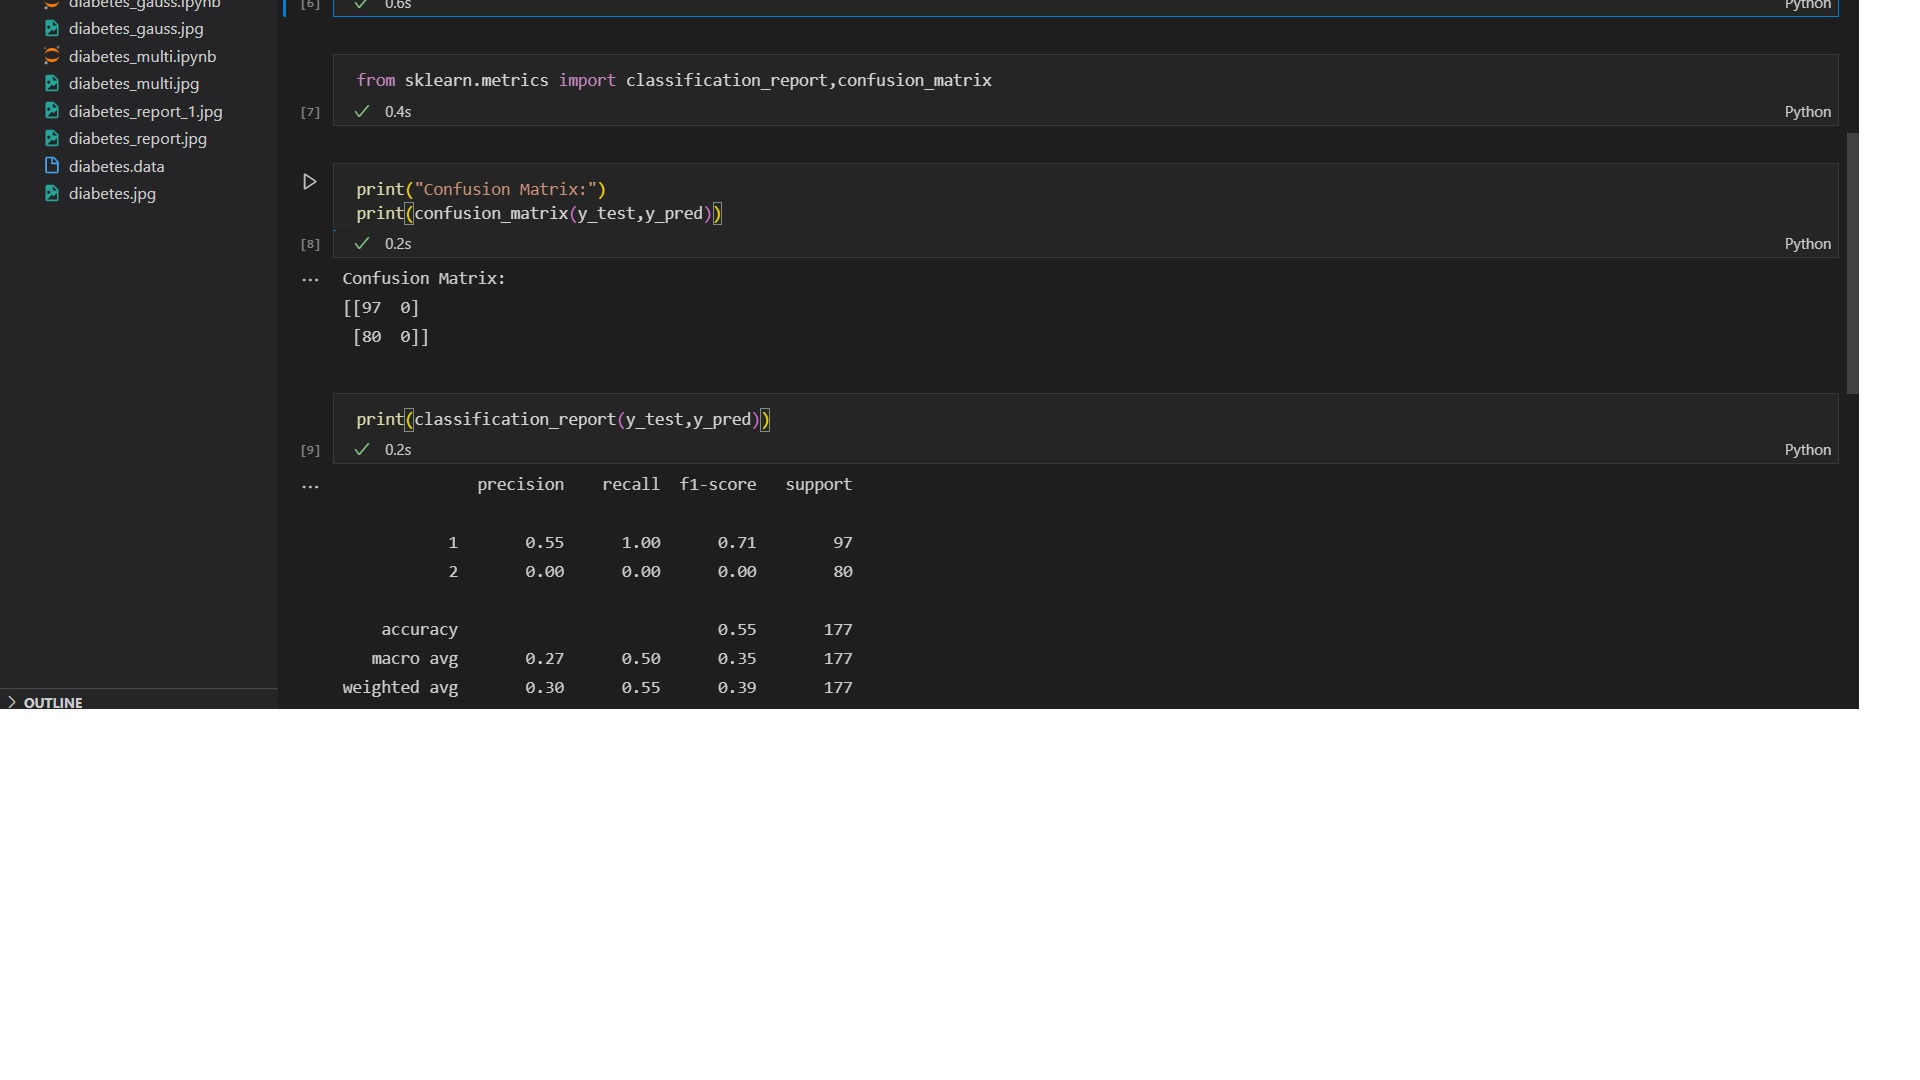 diabetes_gauss.ipynb
diabetes_gauss.jpg
diabetes_multi.ipynb
diabetes_multi.jpg
diabetes_report_1.jpg
diabetes_report.jpg
diabetes.data
diabetes.jpg
OUTLINE
[6] 0.6s Python
from sklearn.metrics import classification_report,confusion_matrix
[7] 0.4s Python
print("Confusion Matrix:")
print(confusion_matrix(y_test,y_pred))
[8] 0.2s Python
... Confusion Matrix:
[[97  0]
 [80  0]]
print(classification_report(y_test,y_pred))
[9] 0.2s Python
... precision recall f1-score support
1 0.55 1.00 0.71 97
2 0.00 0.00 0.00 80
accuracy 0.55 177
macro avg 0.27 0.50 0.35 177
weighted avg 0.30 0.55 0.39 177